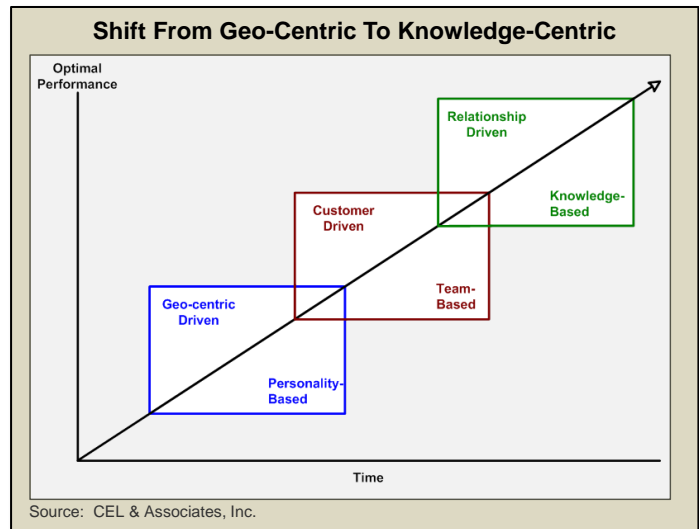 Shift From Geo-Centric To Knowledge-Centric
Optimal
Performance
Relationship
Driven
Knowledge-
Based
Customer
Driven
Team-
Based
Geo-centric
Driven
Personality-
Based
Time
Source: CEL & Associates, Inc.